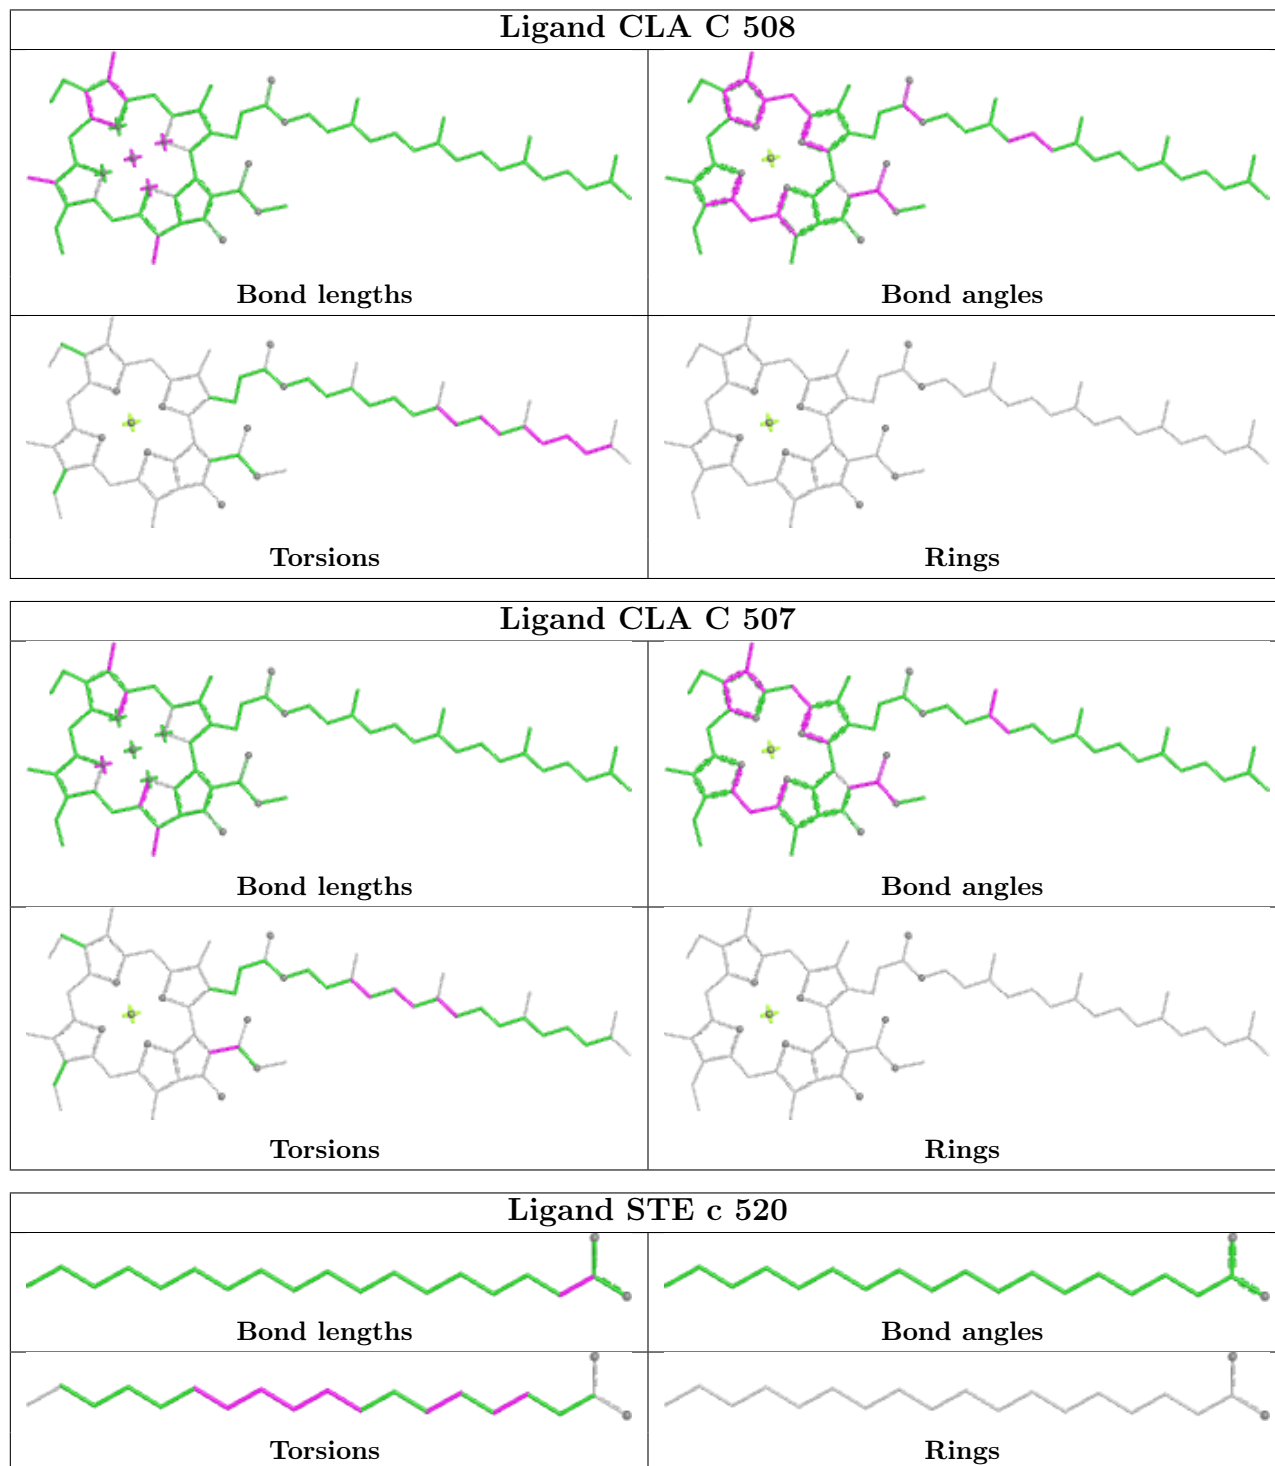 Ligand CLA C 508
Bond lengths
Bond angles
Torsions
Rings
Ligand CLA C 507
Bond lengths
Bond angles
Torsions
Rings
Ligand STE c 520
Bond lengths
Bond angles
Torsions
Rings